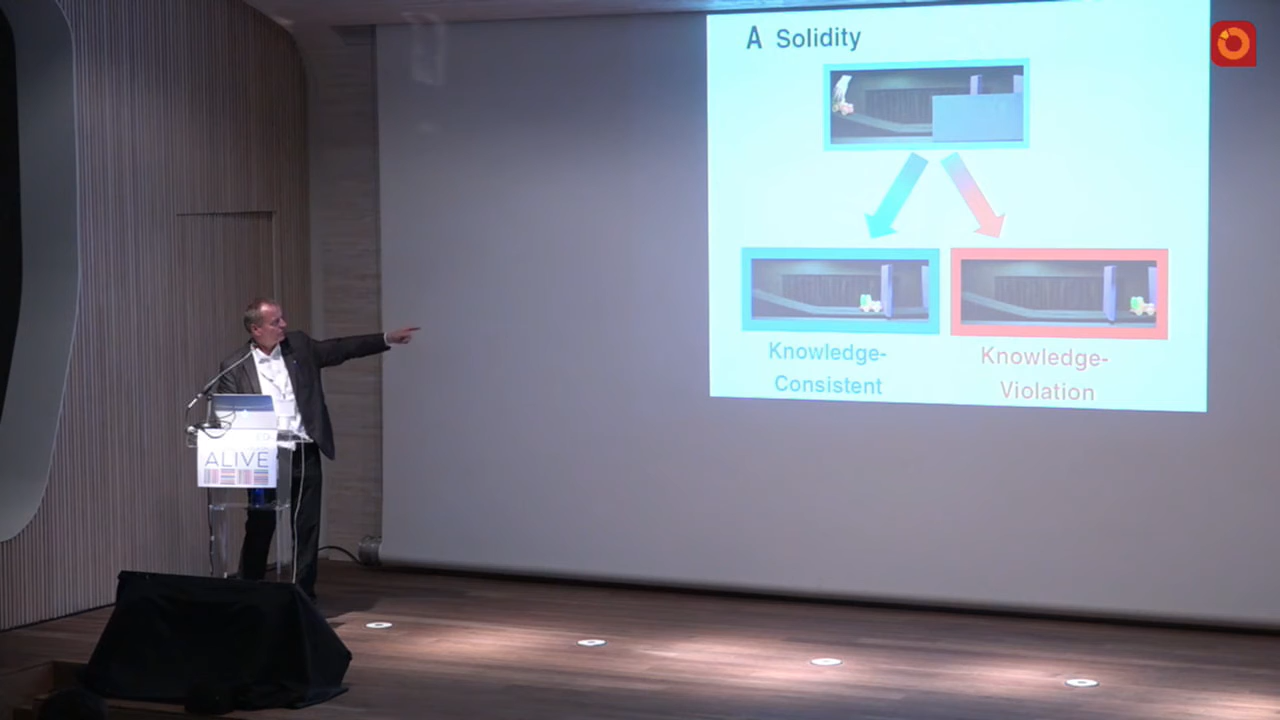 A Solidity
Knowledge-
Consistent
Knowledge-
Violation
ALIVE